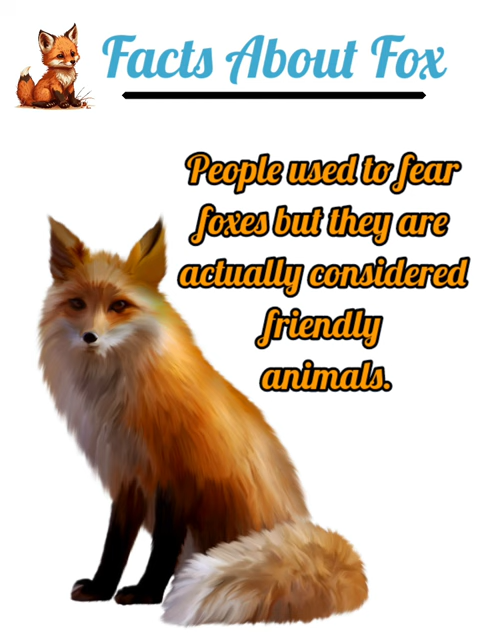 Facts About Fox
People used to fear
foxes but they are
actually considered
friendly
animals.